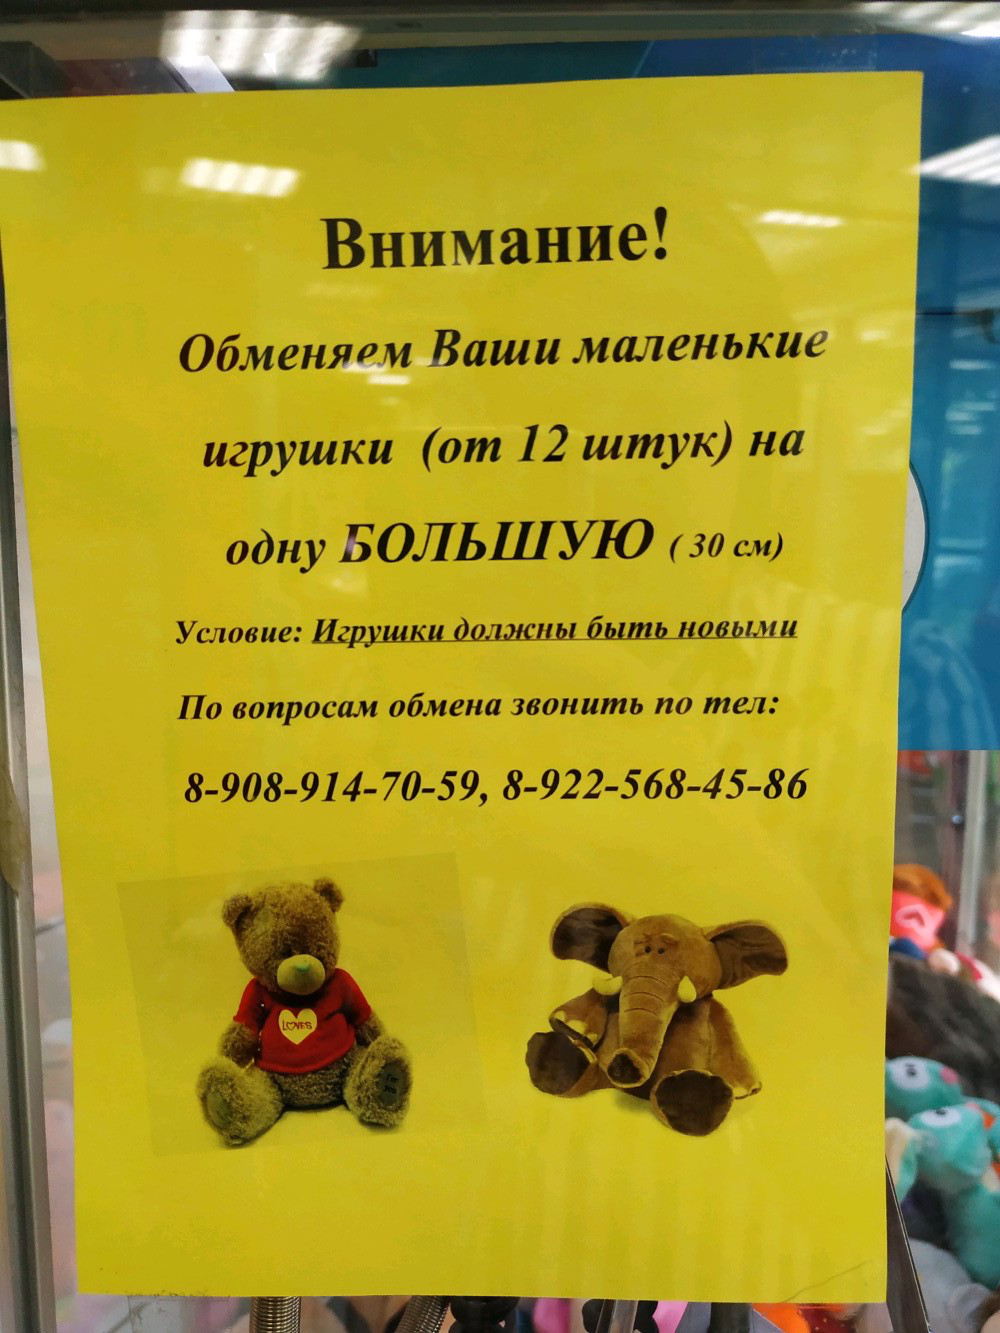 Внимание!
Обменяем Ваши маленькие
игрушки (от 12 штук) на
одну БОЛЬШУЮ ( 30 см)
Условие: Игрушки должны быть новыми
По вопросам обмена звонить по тел:
8-908-914-70-59, 8-922-568-45-86
LOVES